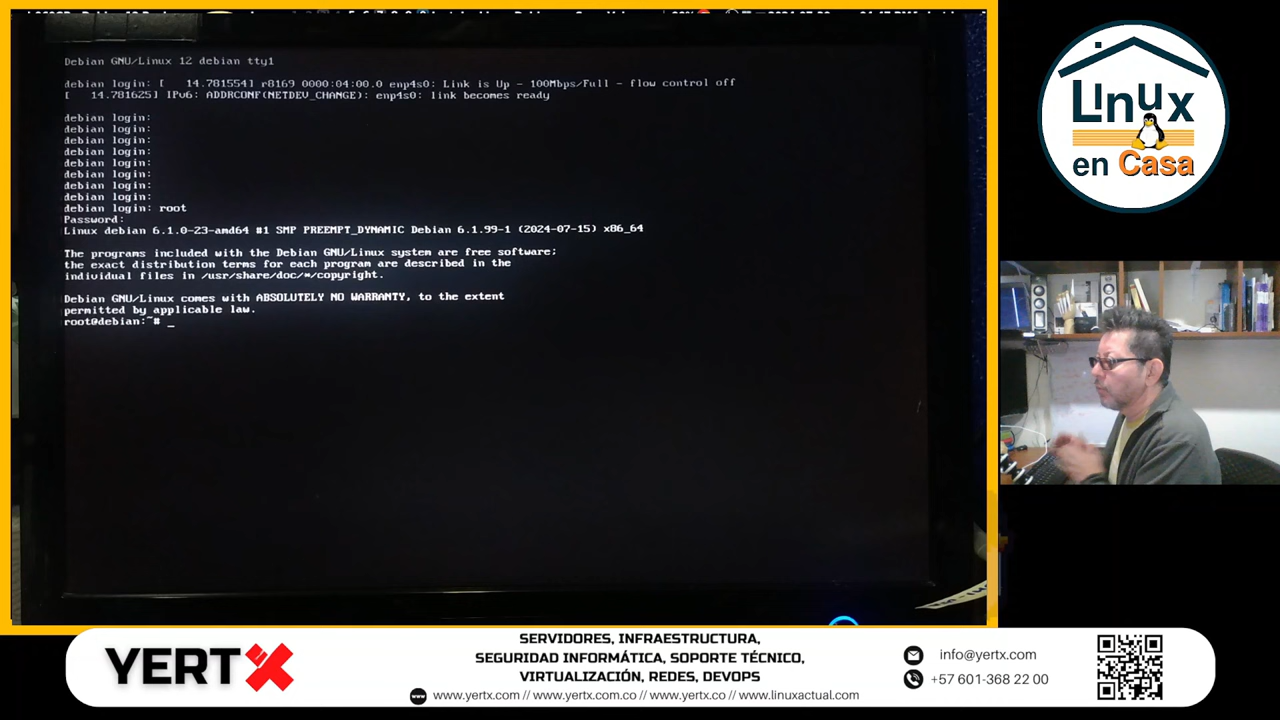 Debian GNU/Linux 12 debian tty1
debian login: [   14.781554] r8169 0000:04:00.0 enp4s0: Link is Up - 100Mbps/Full - flow control off
[   14.781625] IPv6: ADDRCONF(NETDEV_CHANGE): enp4s0: link becomes ready
debian login:
debian login:
debian login:
debian login:
debian login:
debian login:
debian login:
debian login:
debian login: root
Password:
Linux debian 6.1.0-23-amd64 #1 SMP PREEMPT_DYNAMIC Debian 6.1.99-1 (2024-07-15) x86_64
The programs included with the Debian GNU/Linux system are free software;
the exact distribution terms for each program are described in the
individual files in /usr/share/doc/*/copyright.
Debian GNU/Linux comes with ABSOLUTELY NO WARRANTY, to the extent
permitted by applicable law.
root@debian:~# _
Linux
en Casa
YERTX
SERVIDORES, INFRAESTRUCTURA,
SEGURIDAD INFORMÁTICA, SOPORTE TÉCNICO,
VIRTUALIZACIÓN, REDES, DEVOPS
www.yertx.com // www.yertx.com.co // www.yertx.co // www.linuxactual.com
info@yertx.com
+57 601-368 22 00